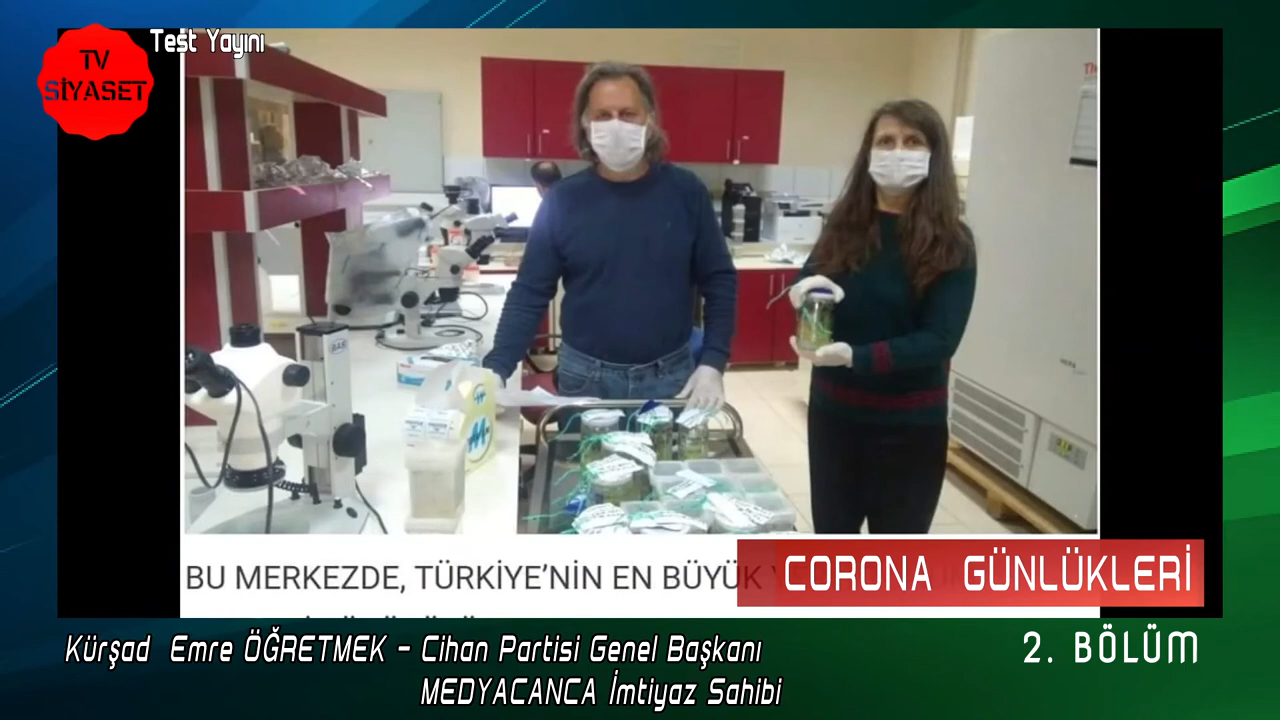 Test Yayını
TV
SİYASET
BU MERKEZDE, TÜRKİYE’NİN EN BÜYÜK
CORONA GÜNLÜKLERİ
Kürşad Emre ÖĞRETMEK - Cihan Partisi Genel Başkanı
2. BÖLÜM
MEDYACANCA İmtiyaz Sahibi